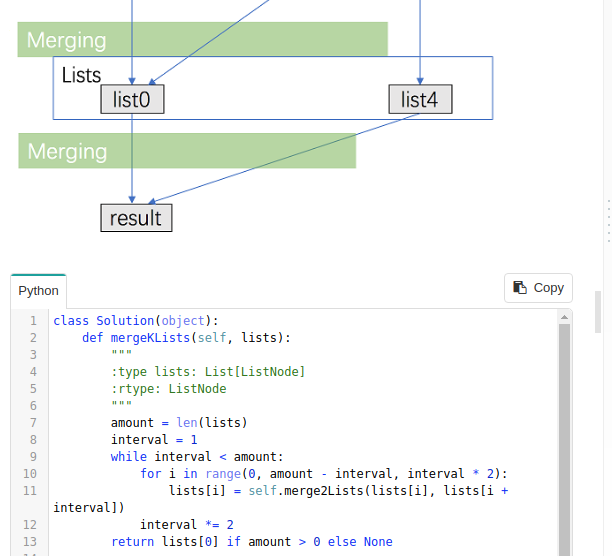 Merging
Lists
list0 list4
Merging
result
Python Copy
1 class Solution(object):
2 def mergeKLists(self, lists):
3 """
4 :type lists: List[ListNode]
5 :rtype: ListNode
6 """
7 amount = len(lists)
8 interval = 1
9 while interval < amount:
10 for i in range(0, amount - interval, interval * 2):
11 lists[i] = self.merge2Lists(lists[i], lists[i +
interval])
12 interval *= 2
13 return lists[0] if amount > 0 else None